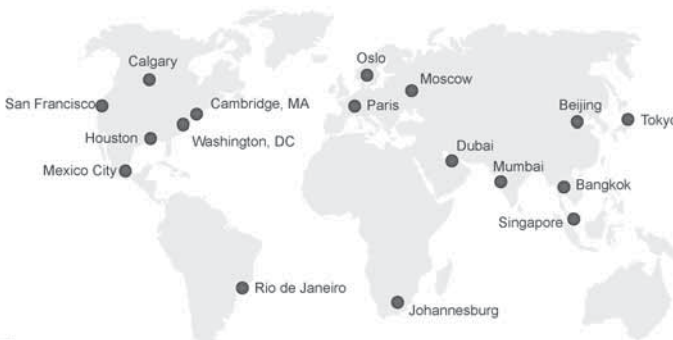 Oslo
Calgary
Moscow
San Francisco
Cambridge, MA
Paris
Beijing
Tokyo
Houston
Washington, DC
Dubai
Mexico City
Mumbai
Bangkok
Singapore
Rio de Janeiro
Johannesburg